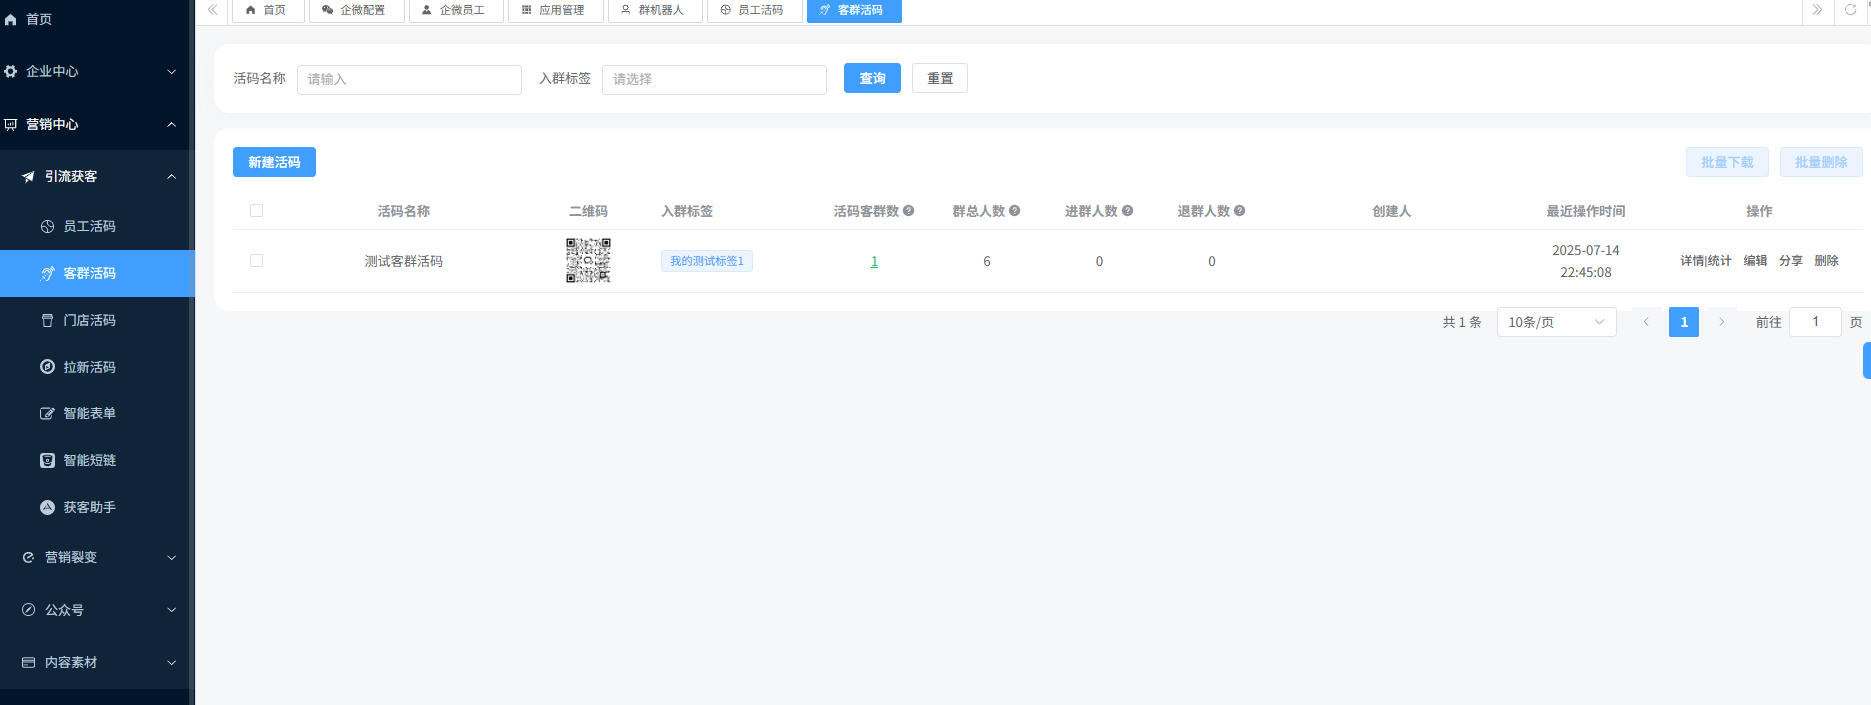 首页
企业中心
营销中心
引流获客
员工活码
客群活码
门店活码
拉新活码
智能表单
智能短链
获客助手
营销裂变
公众号
内容素材
首页 企微配置 企微员工 应用管理 群机器人 员工活码 客群活码
活码名称 请输入 入群标签 请选择 查询 重置
新建活码 批量下载 批量删除
活码名称 二维码 入群标签 活码客群数 群总人数 进群人数 退群人数 创建人 最近操作时间 操作
测试客群活码 我的测试标签1 1 6 0 0 2025-07-14 22:45:08 详情|统计 编辑 分享 删除
共 1 条 10条/页 1 前往 1 页